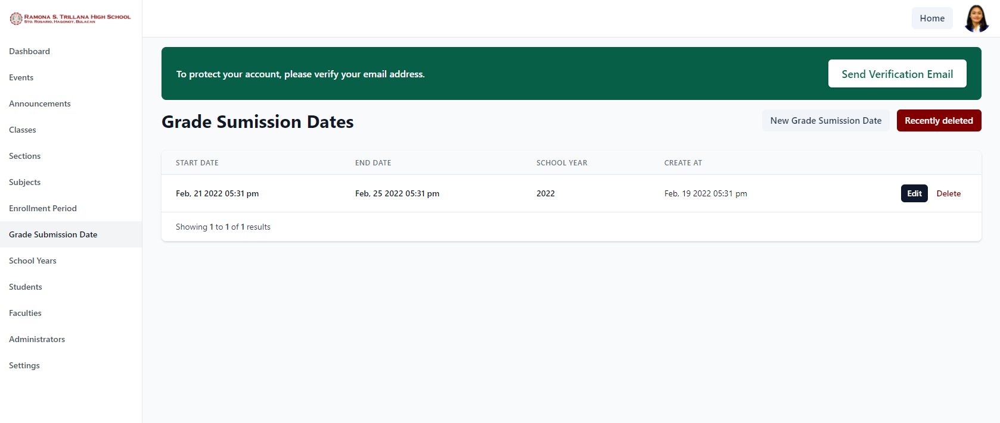 RAMONA S. TRILLANA HIGH SCHOOL
STO. ROSARIO, HAGONOY, BULACAN
Home
Dashboard
Events
Announcements
Classes
Sections
Subjects
Enrollment Period
Grade Submission Date
School Years
Students
Faculties
Administrators
Settings
To protect your account, please verify your email address.
Send Verification Email
Grade Sumission Dates
New Grade Sumission Date
Recently deleted
START DATE END DATE SCHOOL YEAR CREATE AT
Feb, 21 2022 05:31 pm Feb, 25 2022 05:31 pm 2022 Feb, 19 2022 05:31 pm Edit Delete
Showing 1 to 1 of 1 results